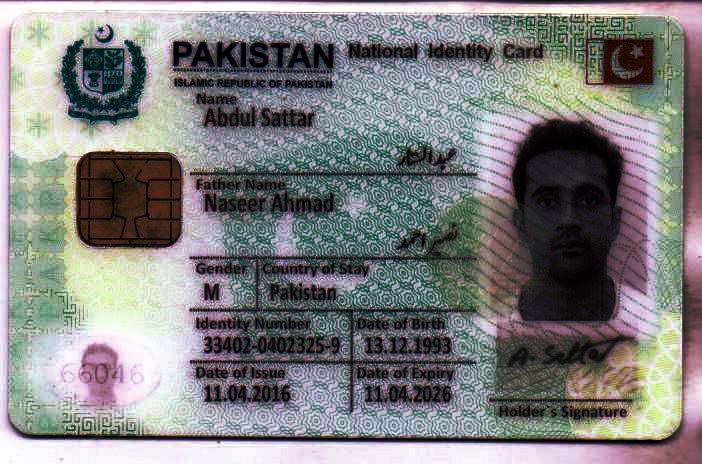 PAKISTAN National Identity Card
ISLAMIC REPUBLIC OF PAKISTAN
Name
Abdul Sattar
عبدالستار
Father Name
Naseer Ahmad
نصیر احمد
Gender Country of Stay
M Pakistan
Identity Number Date of Birth
33402-0402325-9 13.12.1993
Date of Issue Date of Expiry
11.04.2016 11.04.2026
66046
A. Sattar
Holder's Signature